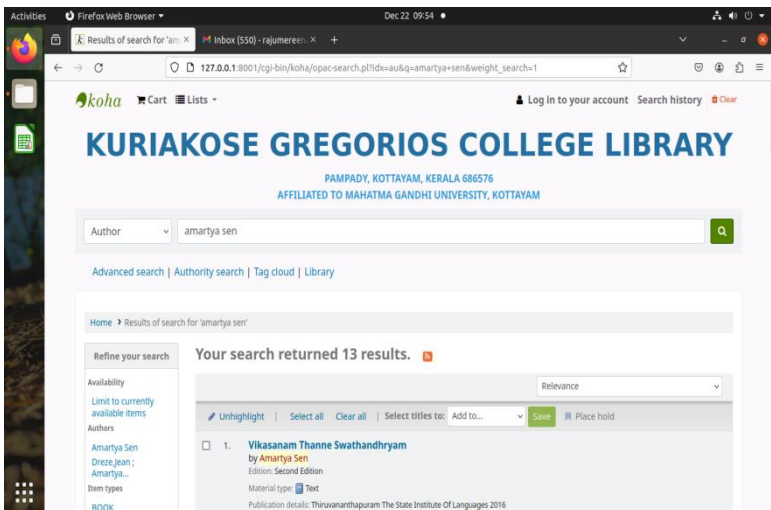 Activities Firefox Web Browser Dec 22 09:54
Results of search for 'am Inbox (550) - rajumereen
127.0.0.1:8001/cgi-bin/koha/opac-search.pl?idx=au&q=amartya+sen&weight_search=1
koha Cart Lists Log in to your account Search history Clear
KURIAKOSE GREGORIOS COLLEGE LIBRARY
PAMPADY, KOTTAYAM, KERALA 686576
AFFILIATED TO MAHATMA GANDHI UNIVERSITY, KOTTAYAM
Author amartya sen
Advanced search | Authority search | Tag cloud | Library
Home Results of search for 'amartya sen'
Refine your search
Availability
Limit to currently
available items
Authors
Amartya Sen
Dreze,Jean ;
Amartya...
Item types
BOOK
Your search returned 13 results.
Relevance
Unhighlight | Select all Clear all | Select titles to: Add to... Save Place hold
1. Vikasanam Thanne Swathandhryam
by Amartya Sen
Edition: Second Edition
Material type: Text
Publication details: Thiruvananthapuram The State Institute Of Languages 2016